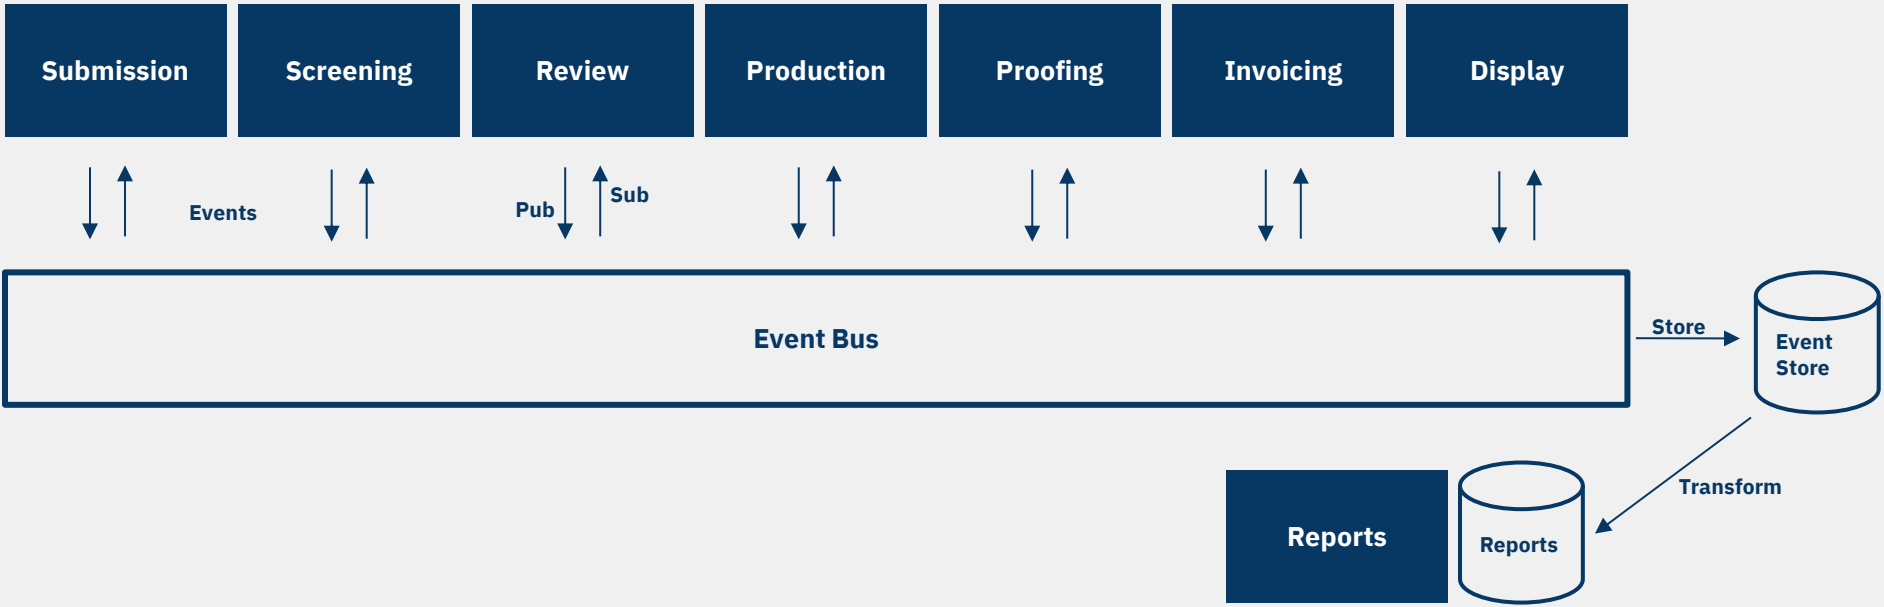 Submission
Screening
Review
Production
Proofing
Invoicing
Display
Events
Pub
Sub
Event Bus
Store
Event
Store
Transform
Reports
Reports